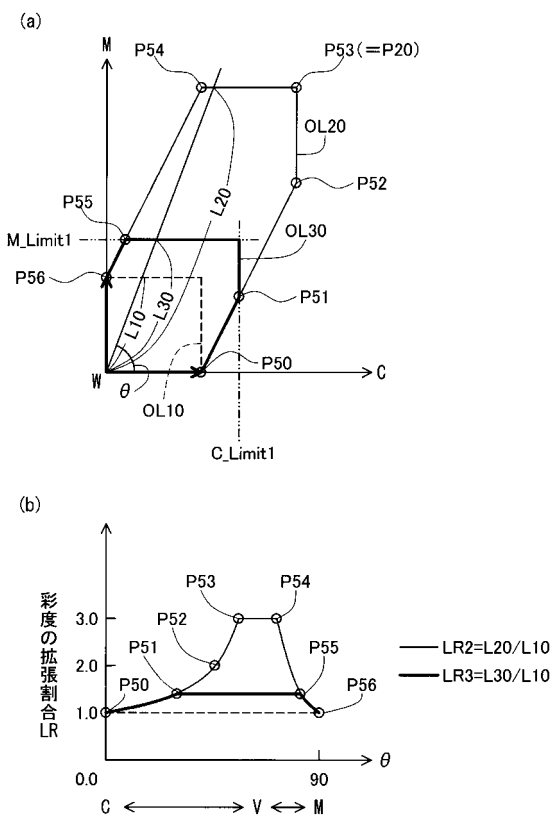 (a)
M
P54
P53(=P20)
OL20
P52
L20
P55
M_Limit1
OL30
P56
P51
L10
L30
P50
W
θ
OL10
C
C_Limit1
(b)
彩度の拡張割合LR
P53
P54
3.0
P52
P51
P55
2.0
P50
P56
1.0
LR2=L20/L10
LR3=L30/L10
0.0
90
θ
C
V
M